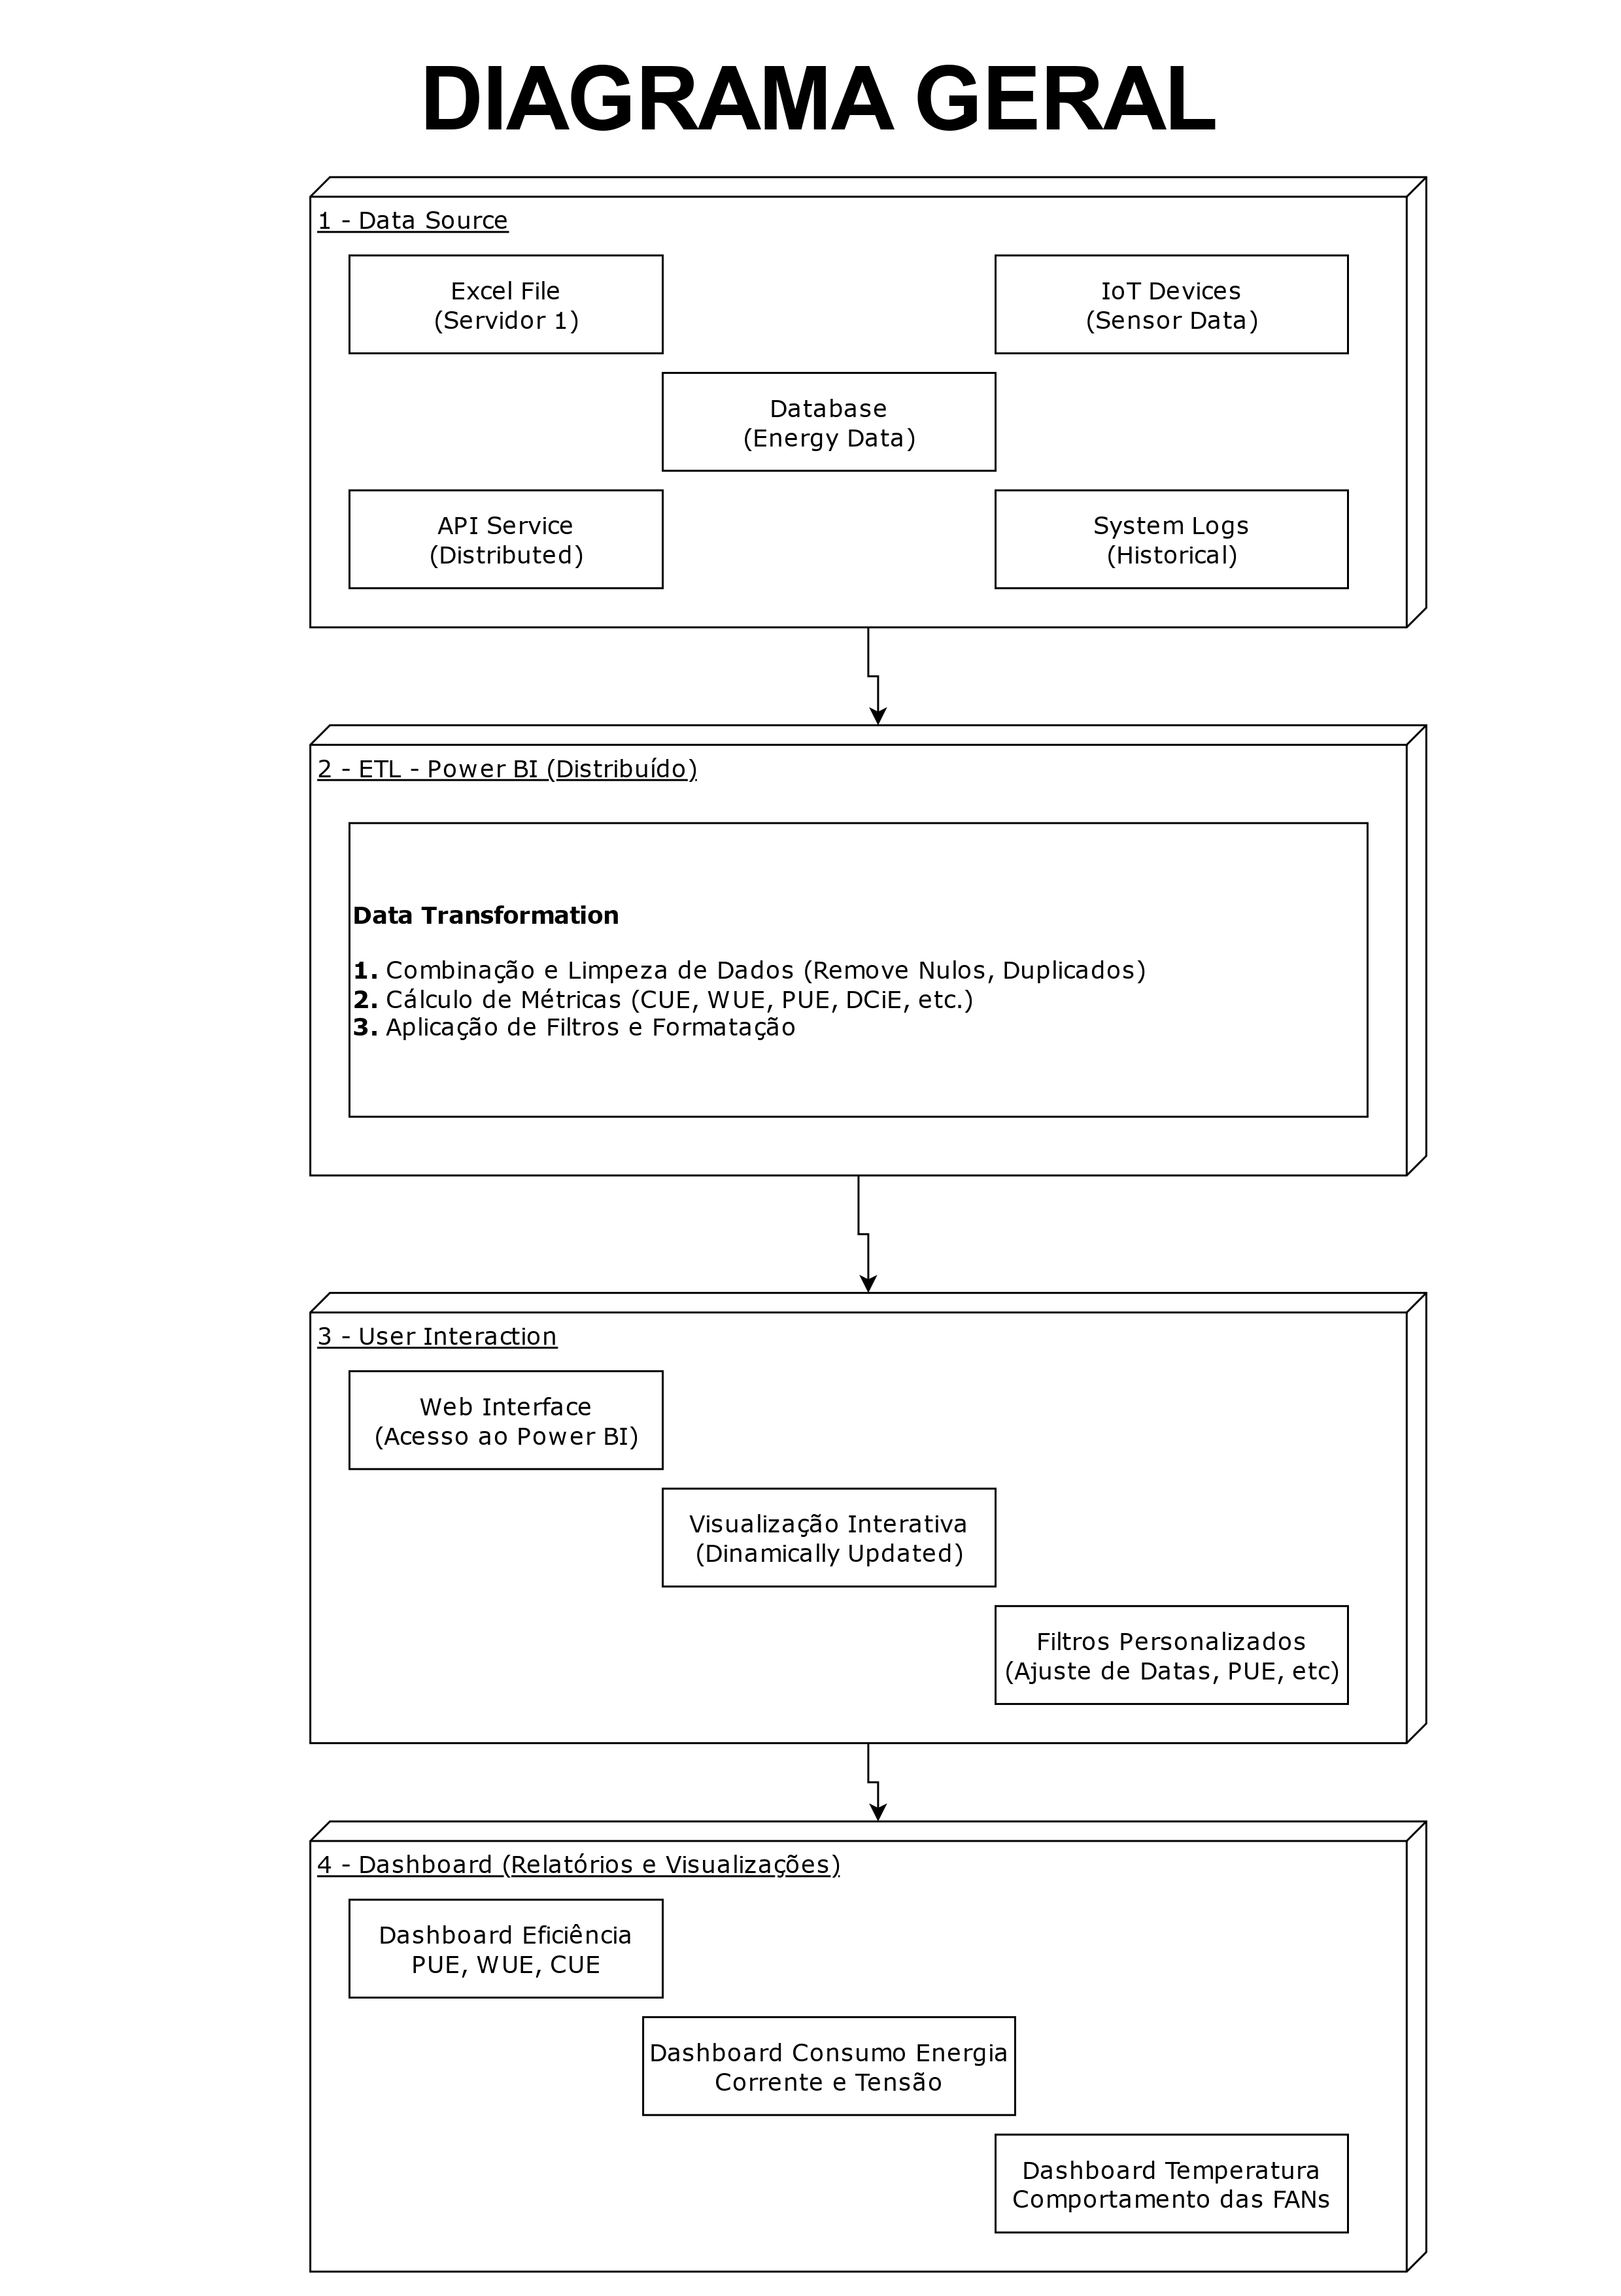 DIAGRAMA GERAL
1 - Data Source
Excel File
(Servidor 1)
IoT Devices
(Sensor Data)
Database
(Energy Data)
API Service
(Distributed)
System Logs
(Historical)
2 - ETL - Power BI (Distribuído)
Data Transformation
1. Combinação e Limpeza de Dados (Remove Nulos, Duplicados)
2. Cálculo de Métricas (CUE, WUE, PUE, DCiE, etc.)
3. Aplicação de Filtros e Formatação
3 - User Interaction
Web Interface
(Acesso ao Power BI)
Visualização Interativa
(Dinamically Updated)
Filtros Personalizados
(Ajuste de Datas, PUE, etc)
4 - Dashboard (Relatórios e Visualizações)
Dashboard Eficiência
PUE, WUE, CUE
Dashboard Consumo Energia
Corrente e Tensão
Dashboard Temperatura
Comportamento das FANs